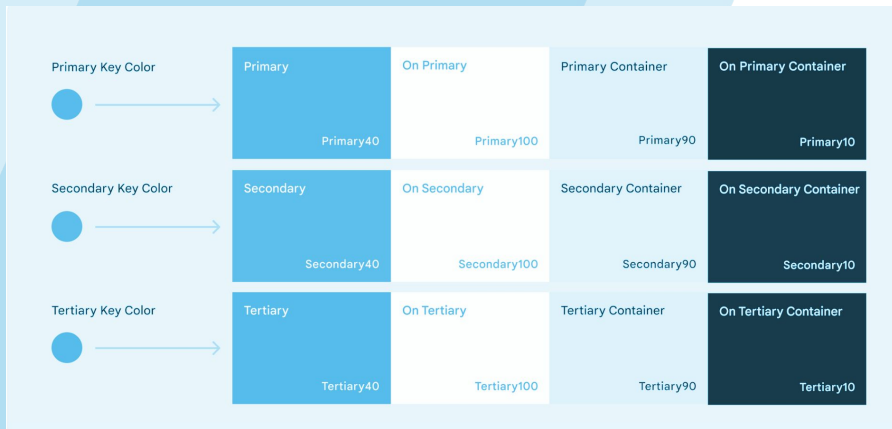 Primary Key Color
Primary
On Primary
Primary Container
On Primary Container
Primary40
Primary100
Primary90
Primary10
Secondary Key Color
Secondary
On Secondary
Secondary Container
On Secondary Container
Secondary40
Secondary100
Secondary90
Secondary10
Tertiary Key Color
Tertiary
On Tertiary
Tertiary Container
On Tertiary Container
Tertiary40
Tertiary100
Tertiary90
Tertiary10